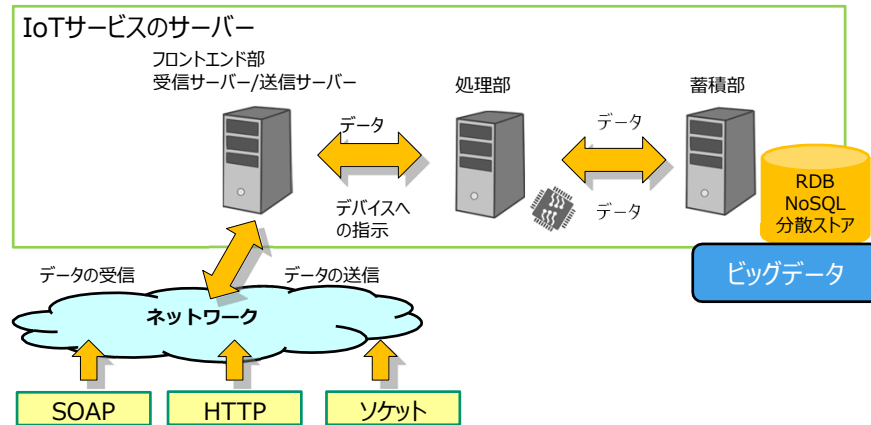 IoTサービスのサーバー
フロントエンド部
受信サーバー/送信サーバー
処理部
蓄積部
データ
データ
デバイスへ
の指示
データ
RDB
NoSQL
分散ストア
ビッグデータ
データの受信
データの送信
ネットワーク
SOAP
HTTP
ソケット